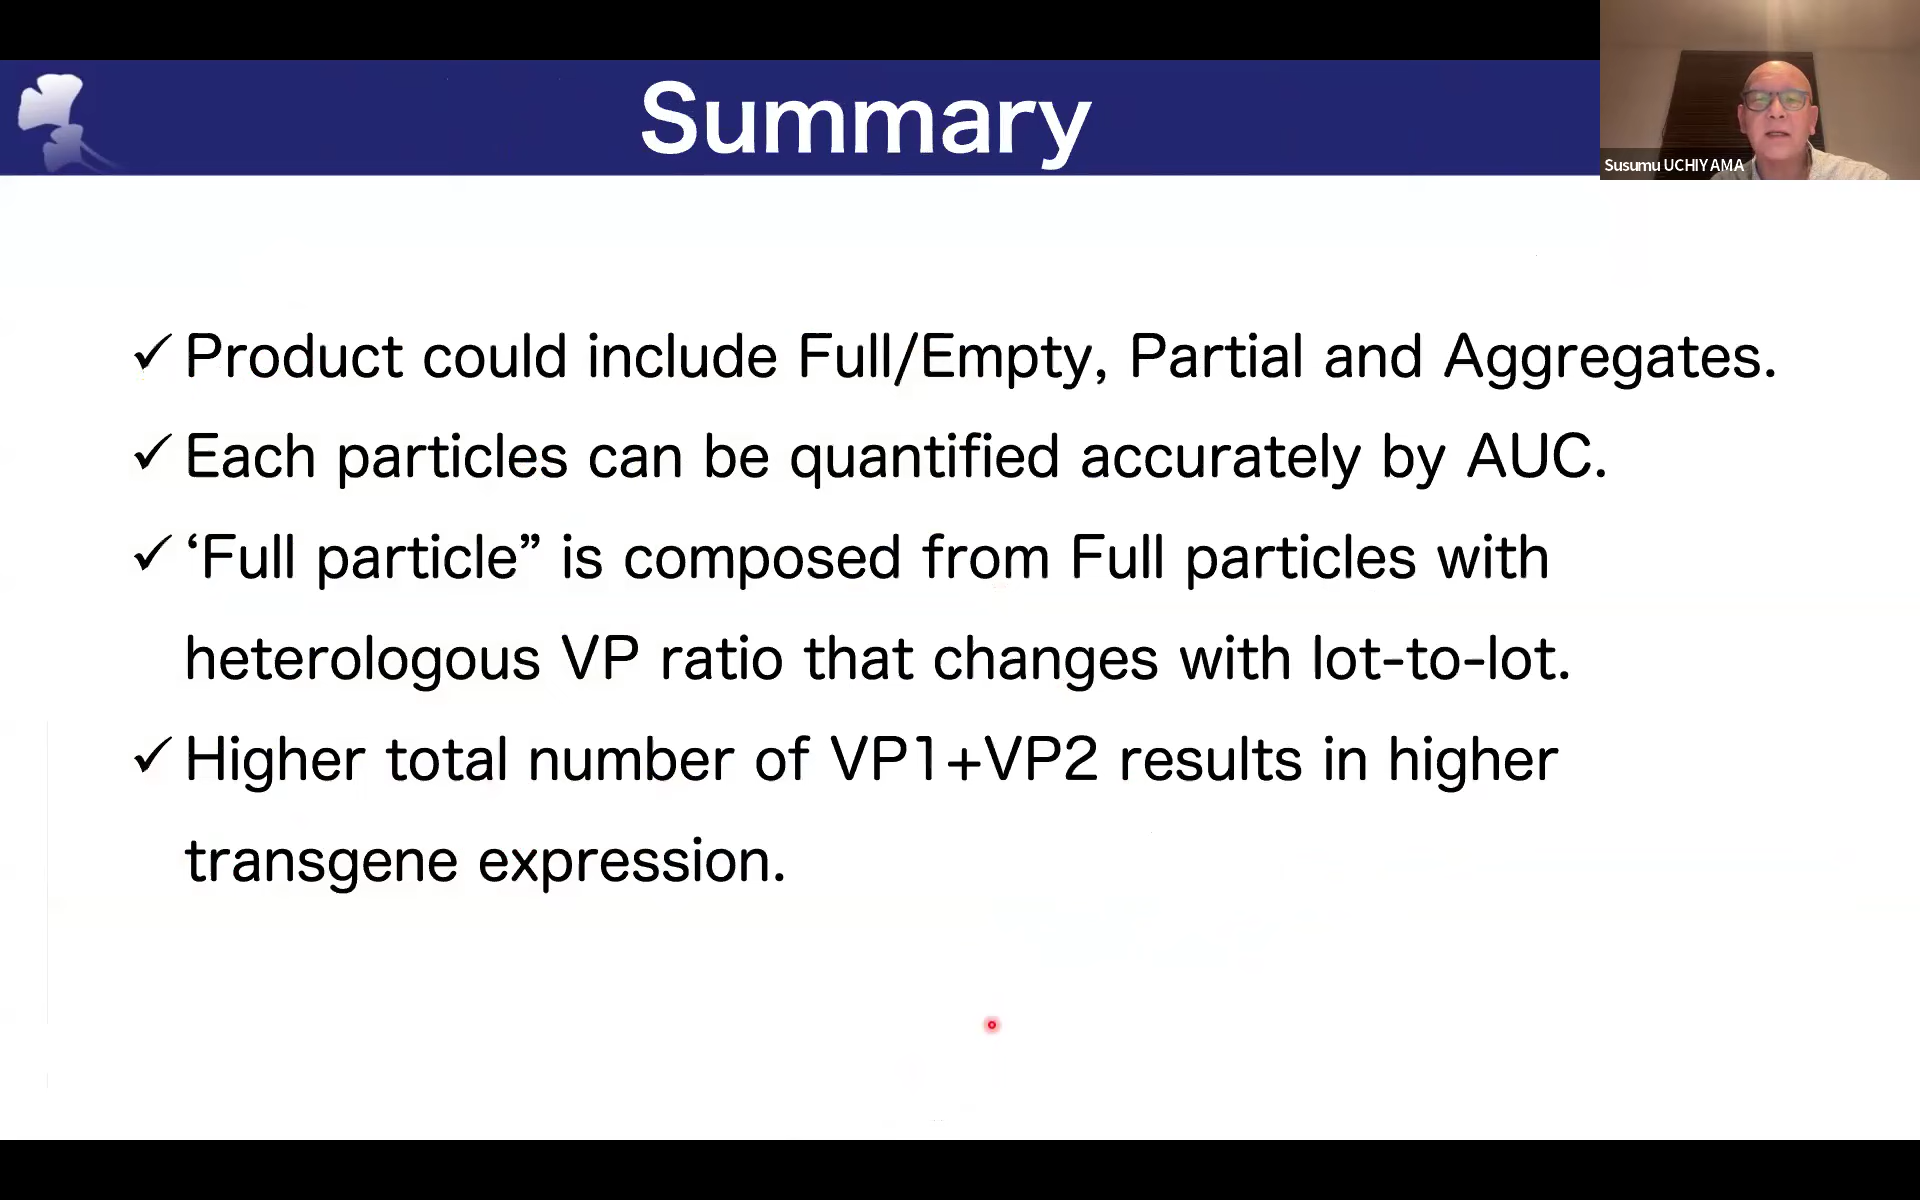 Summary
Susumu UCHIYAMA
✓ Product could include Full/Empty, Partial and Aggregates.
✓ Each particles can be quantified accurately by AUC.
✓ ‘Full particle” is composed from Full particles with
heterologous VP ratio that changes with lot-to-lot.
✓ Higher total number of VP1+VP2 results in higher
transgene expression.